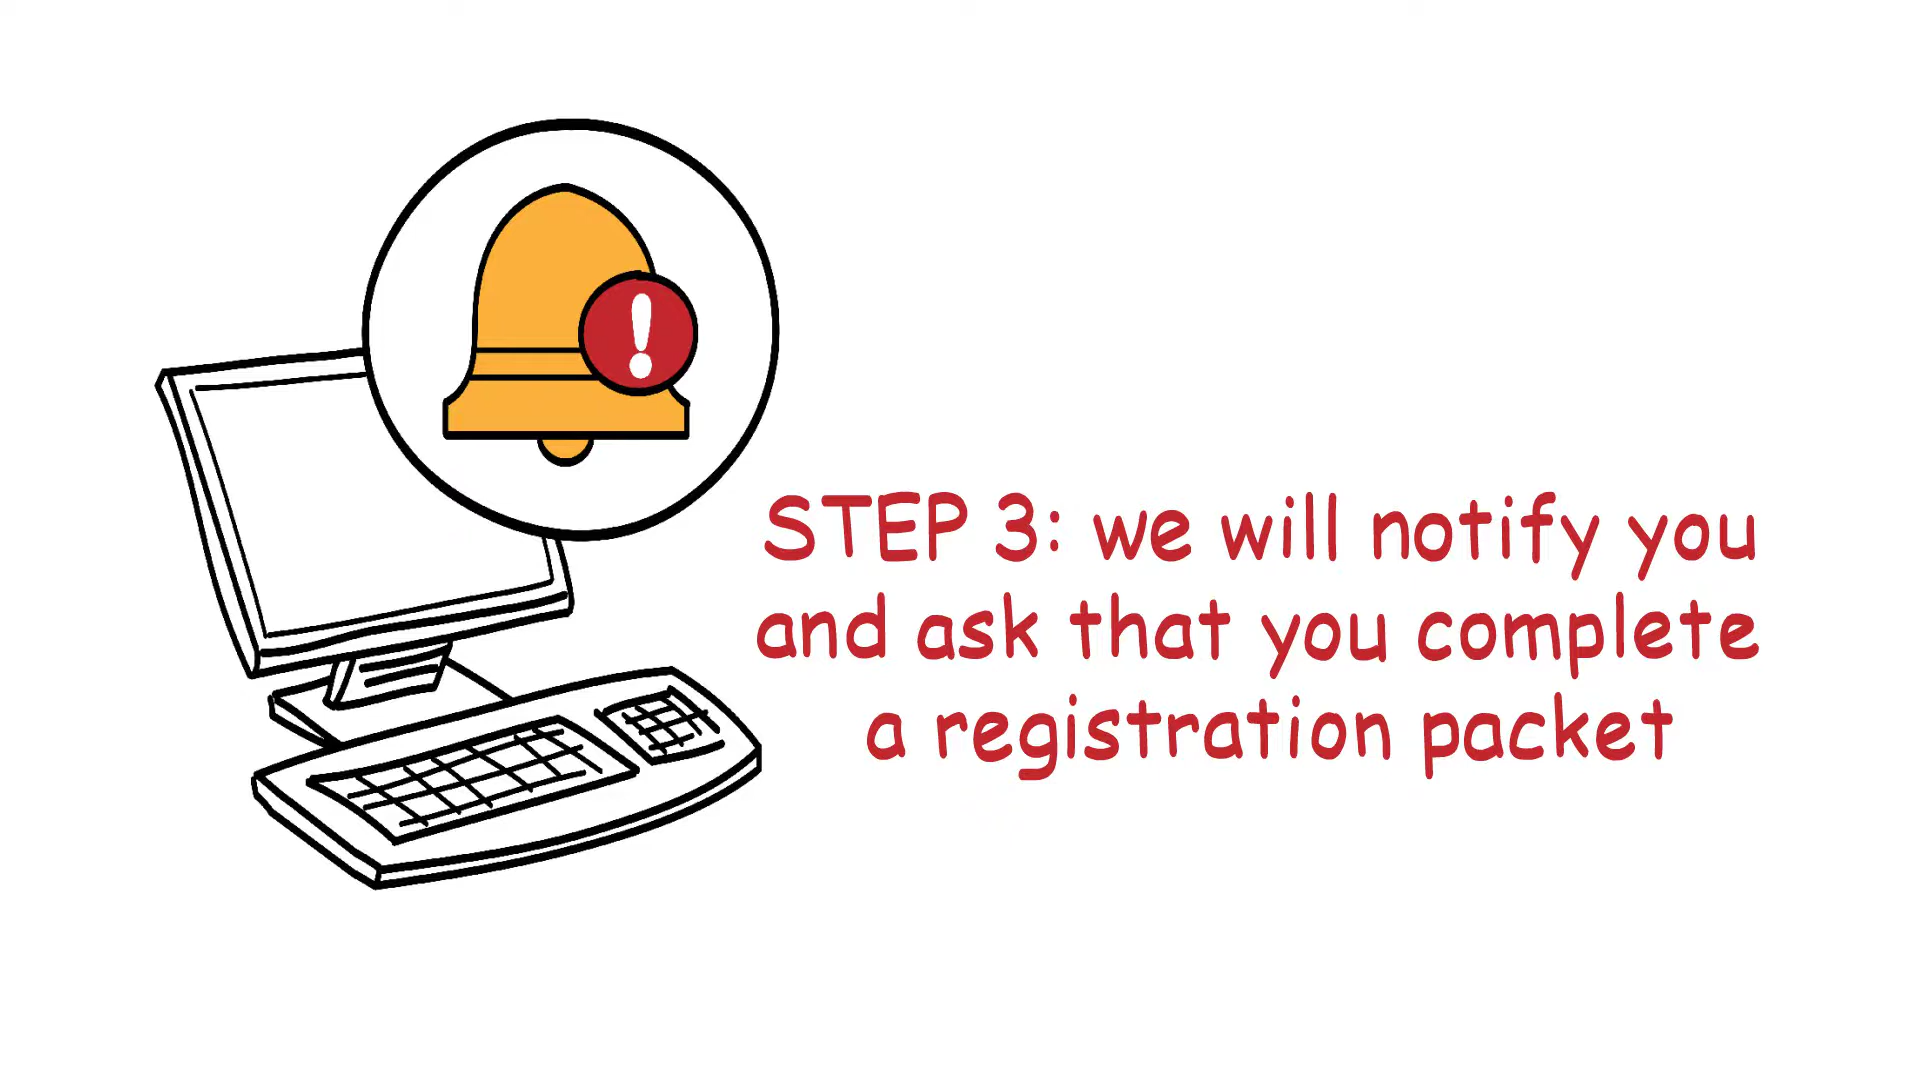 STEP 3: we will notify you
and ask that you complete
a registration packet